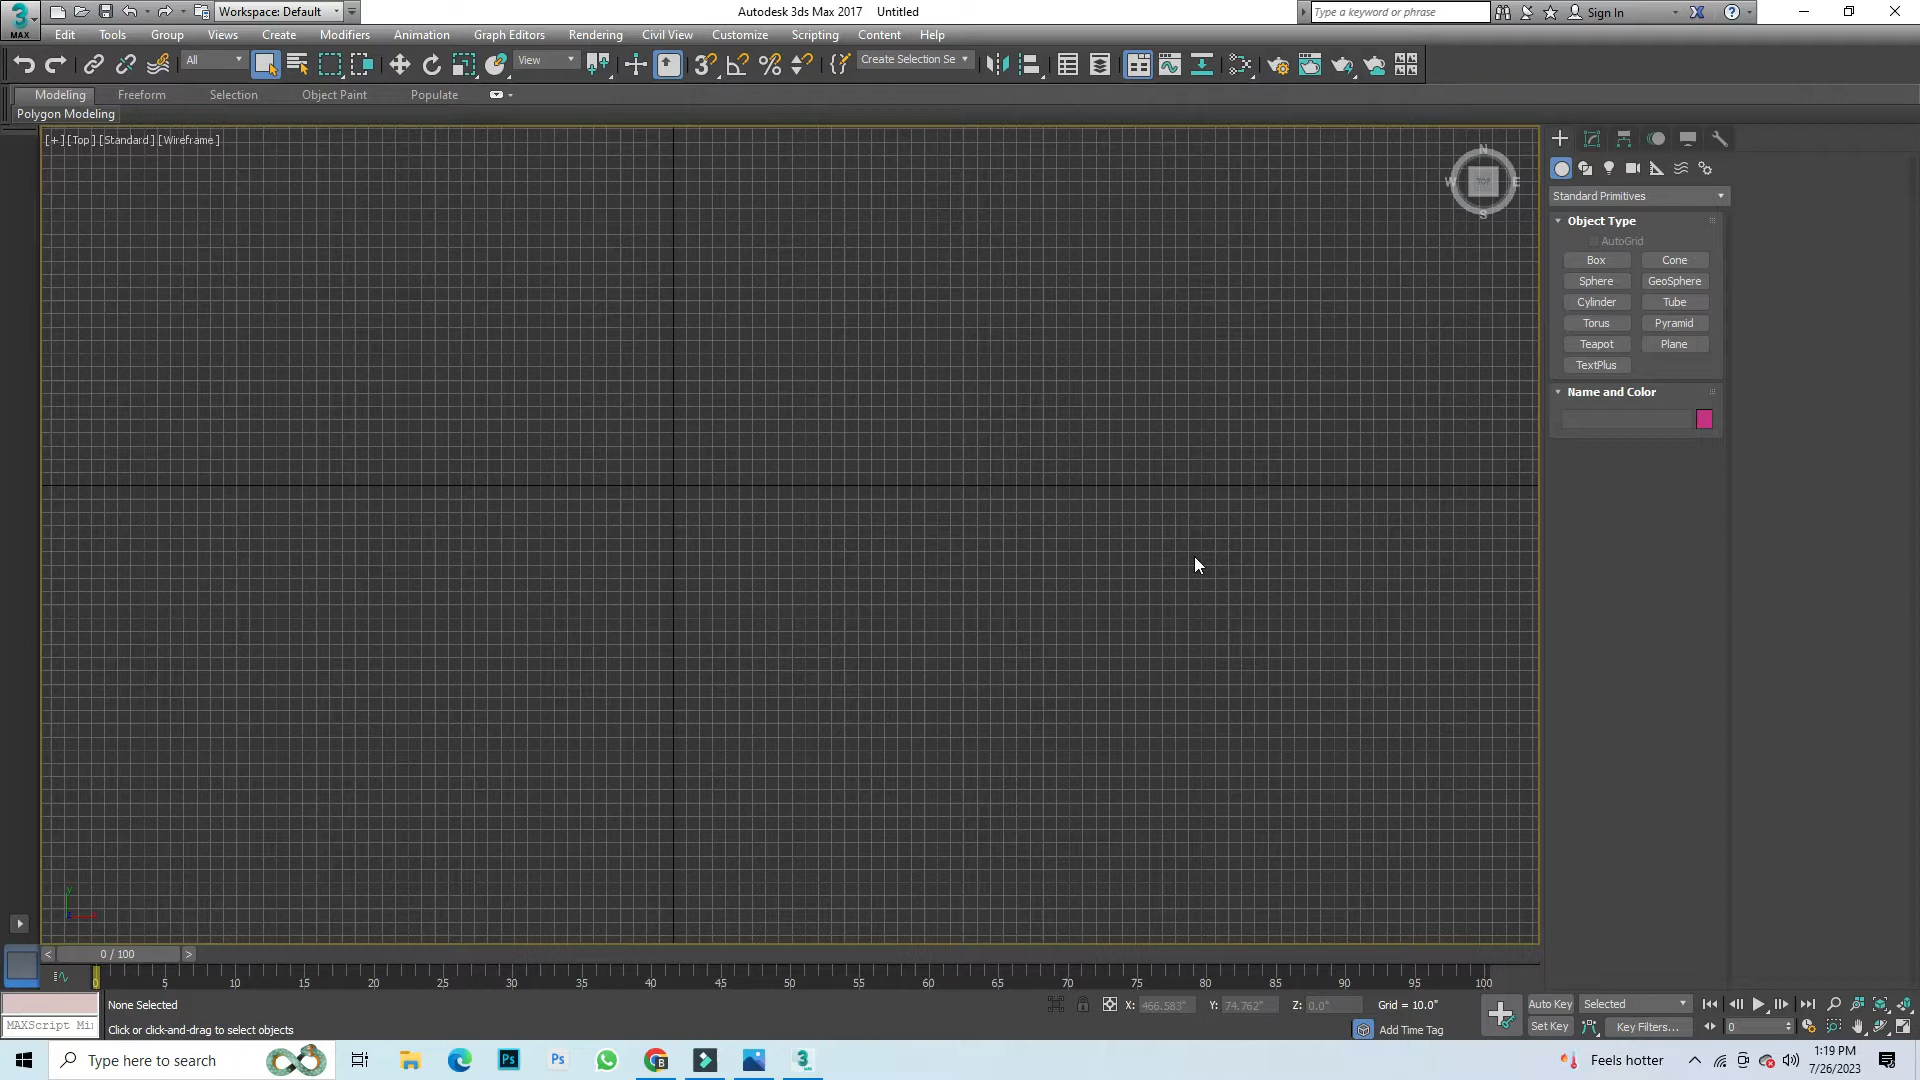 Workspace: Default
Autodesk 3ds Max 2017 Untitled
Type a keyword or phrase
Sign In
MAX
Edit Tools Group Views Create Modifiers Animation Graph Editors Rendering Civil View Customize Scripting Content Help
All
View
Create Selection Se
Modeling Freeform Selection Object Paint Populate
Polygon Modeling
[+] [Top] [Standard] [Wireframe]
N
W TOP E
S
Standard Primitives
Object Type
AutoGrid
Box Cone
Sphere GeoSphere
Cylinder Tube
Torus Pyramid
Teapot Plane
TextPlus
Name and Color
y
< 0 / 100 >
0 5 10 15 20 25 30 35 40 45 50 55 60 65 70 75 80 85 90 95 100
None Selected
X: 466.583" Y: 74.762" Z: 0.0" Grid = 10.0"
Auto Key Selected
MAXScript Mi
Click or click-and-drag to select objects
Add Time Tag
Set Key Key Filters... 0
Type here to search
Feels hotter
1:19 PM
7/26/2023